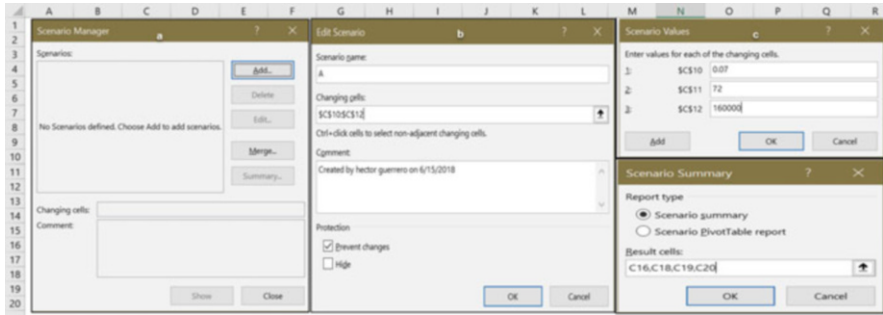 A B C D E F G H I J K L M N O P Q R
1
2
3
4
5
6
7
8
9
10
11
12
13
14
15
16
17
18
19
20
Scenario Manager a ? ×
Scenarios:
No Scenarios defined. Choose Add to add scenarios.
Add...
Delete
Edit...
Merge...
Summary...
Changing cells:
Comment:
Show Close
Edit Scenario b ? ×
Scenario name:
A
Changing cells:
$C$10:$C$12
Ctrl+click cells to select non-adjacent changing cells.
Comment:
Created by hector guerrero on 6/15/2018
Protection
Prevent changes
Hide
OK Cancel
Scenario Values c ? ×
Enter values for each of the changing cells.
1: $C$10 0.07
2: $C$11 72
3: $C$12 160000
Add OK Cancel
Scenario Summary ? ×
Report type
Scenario summary
Scenario PivotTable report
Result cells:
C16,C18,C19,C20
OK Cancel